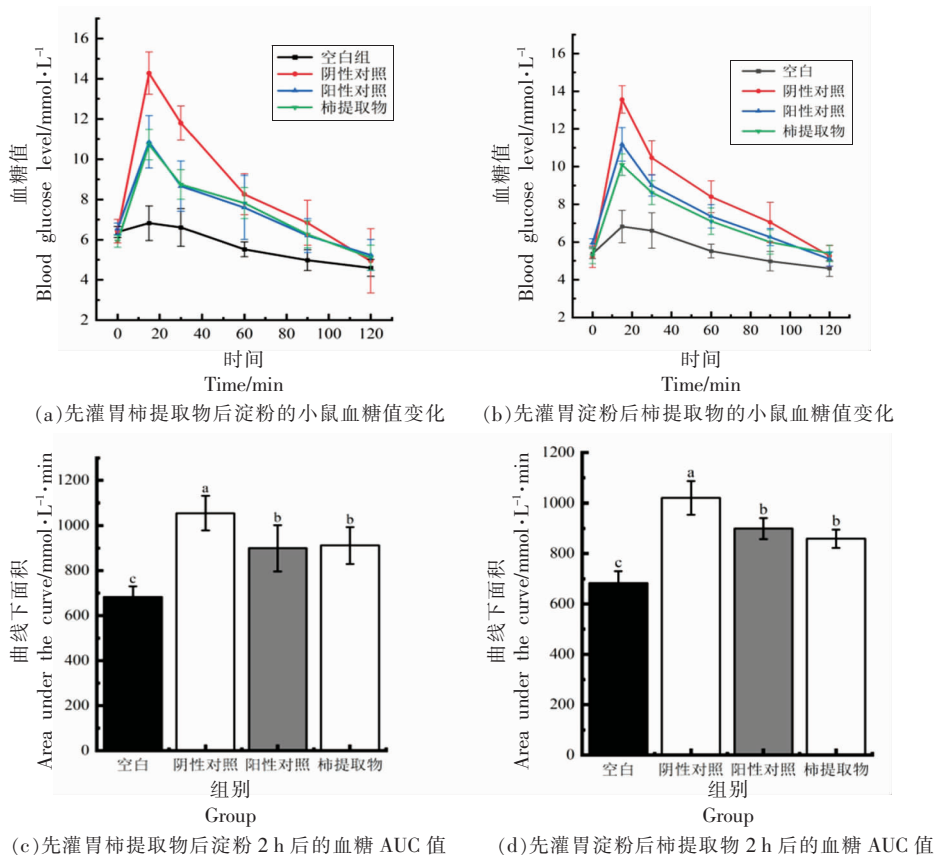 16
14
12
10
8
6
4
2
血糖值
Blood glucose level/mmol·L⁻¹
空白组
阴性对照
阳性对照
柿提取物
0 20 40 60 80 100 120
时间
Time/min
(a)先灌胃柿提取物后淀粉的小鼠血糖值变化
16
14
12
10
8
6
4
2
血糖值
Blood glucose level/mmol·L⁻¹
空白
阴性对照
阳性对照
柿提取物
0 20 40 60 80 100 120
时间
Time/min
(b)先灌胃淀粉后柿提取物的小鼠血糖值变化
1200
1000
800
600
400
200
0
曲线下面积
Area under the curve/mmol·L⁻¹·min
c
a
b
b
空白 阴性对照 阳性对照 柿提取物
组别
Group
(c)先灌胃柿提取物后淀粉 2 h 后的血糖 AUC 值
1200
1000
800
600
400
200
0
曲线下面积
Area under the curve/mmol·L⁻¹·min
c
a
b
b
空白 阴性对照 阳性对照 柿提取物
组别
Group
(d)先灌胃淀粉后柿提取物 2 h 后的血糖 AUC 值